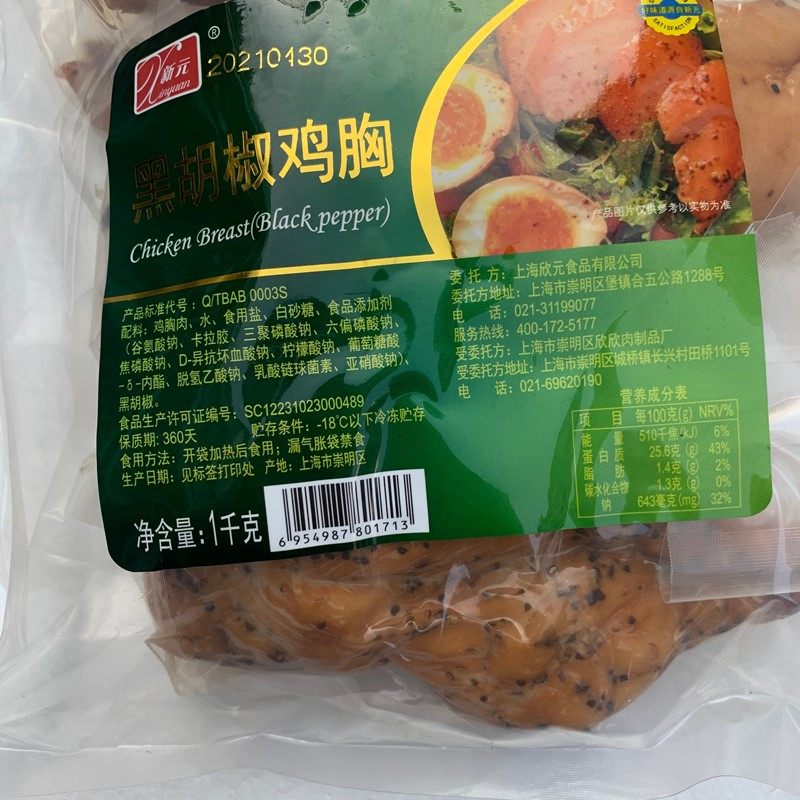 新元
Xinyuan
®
20210430
好味道源自新元
SATISFACTION
黑胡椒鸡胸
Chicken Breast(Black pepper)
产品图片仅供参考以实物为准
产品标准代号：Q/TBAB 0003S
配料：鸡胸肉、水、食用盐、白砂糖、食品添加剂
（谷氨酸钠、卡拉胶、三聚磷酸钠、六偏磷酸钠、
焦磷酸钠、D-异抗坏血酸钠、柠檬酸钠、葡萄糖酸
-δ-内酯、脱氢乙酸钠、乳酸链球菌素、亚硝酸钠）、
黑胡椒。
食品生产许可证编号：SC12231023000489
保质期：360天 贮存条件：-18℃以下冷冻贮存
食用方法：开袋加热后食用；漏气胀袋禁食
生产日期：见标签打印处 产地：上海市崇明区
净含量：1千克
6 954987 801713
委 托 方：上海欣元食品有限公司
委托方地址：上海市崇明区堡镇合五公路1288号
电 话：021-31199077
服务热线：400-172-5177
受委托方：上海市崇明区欣欣肉制品厂
受委托方地址：上海市崇明区城桥镇长兴村田桥1101号
电 话：021-69620190
营养成分表
项 目 每100克(g) NRV%
能 量 510千焦(kJ) 6%
蛋 白 质 25.6克(g) 43%
脂 肪 1.4克(g) 2%
碳水化合物 1.3克(g) 0%
钠 643毫克(mg) 32%